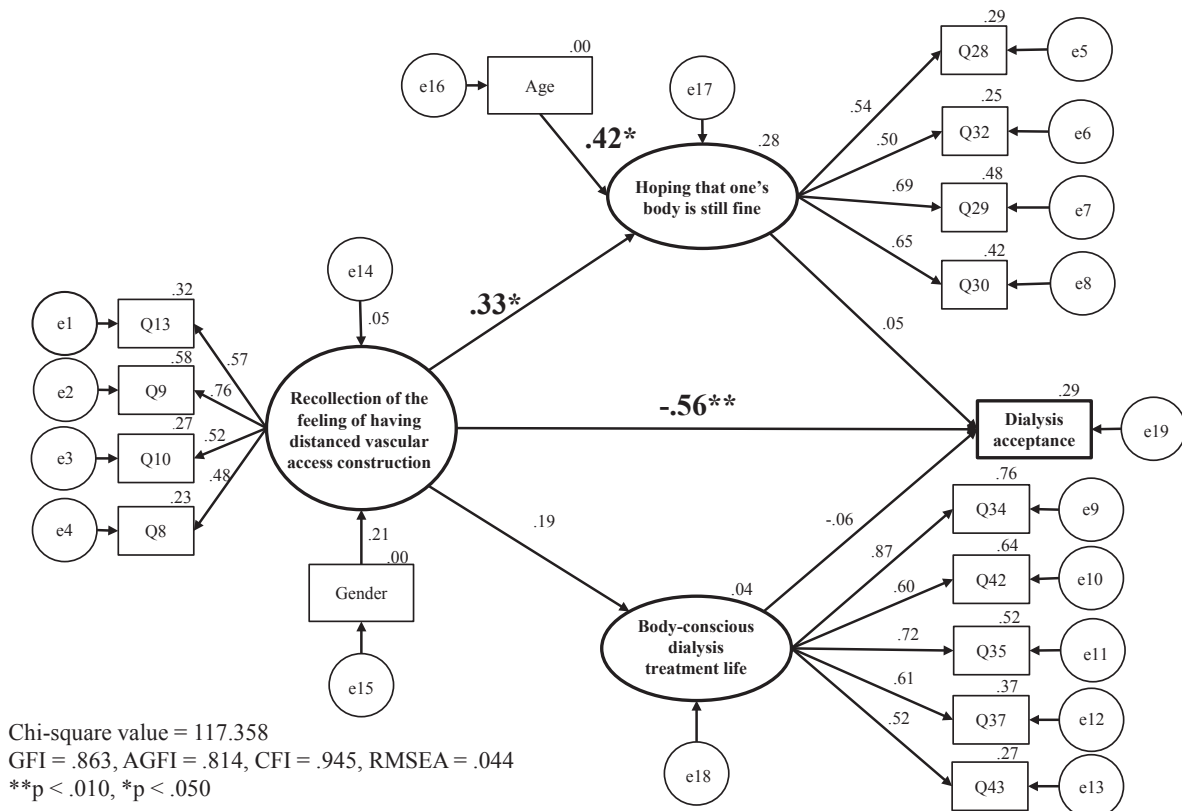 .00
e16
Age
e17
.42*
.28
Hoping that one's
body is still fine
.29
Q28
e5
.54
.25
Q32
e6
.50
.48
Q29
e7
.69
.42
Q30
e8
.65
e14
.05
.33*
.05
.32
e1
Q13
.57
.58
e2
Q9
.76
.27
e3
Q10
.52
.23
e4
Q8
.48
Recollection of the
feeling of having
distanced vascular
access construction
-.56**
.29
Dialysis
acceptance
e19
.21
.00
Gender
e15
.19
-.06
.04
Body-conscious
dialysis
treatment life
e18
.76
Q34
e9
.87
.64
Q42
e10
.60
.52
Q35
e11
.72
.37
Q37
e12
.61
.27
Q43
e13
.52
Chi-square value = 117.358
GFI = .863, AGFI = .814, CFI = .945, RMSEA = .044
**p < .010, *p < .050